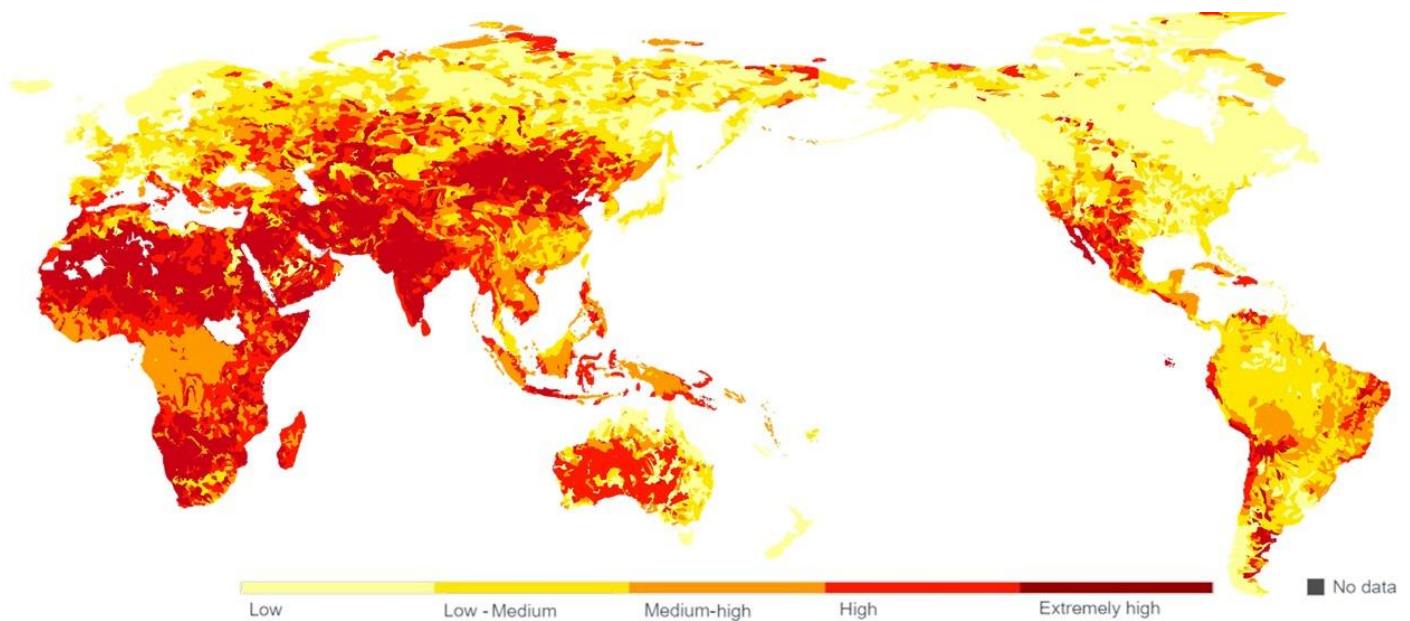 Low
Low - Medium
Medium-high
High
Extremely high
No data